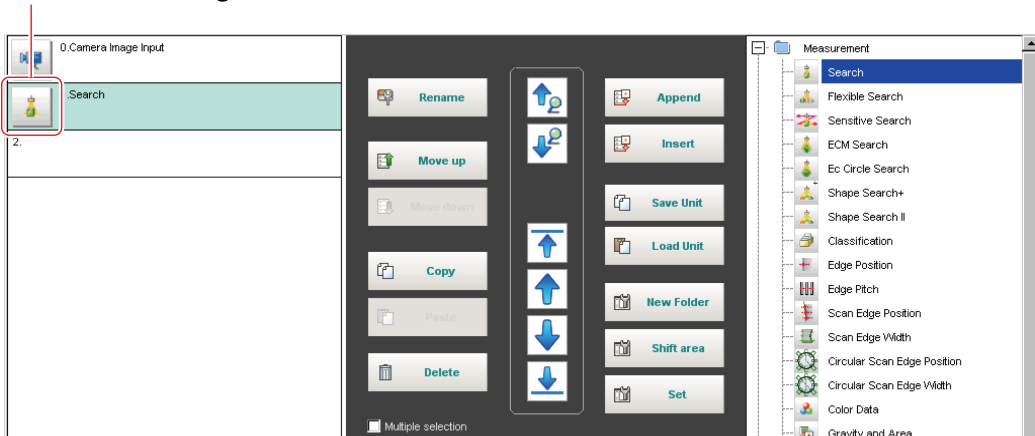 0.Camera Image Input
.Search
2.
Rename
Move up
Move down
Copy
Paste
Delete
Multiple selection
Append
Insert
Save Unit
Load Unit
New Folder
Shift area
Set
Measurement
Search
Flexible Search
Sensitive Search
ECM Search
Ec Circle Search
Shape Search+
Shape Search II
Classification
Edge Position
Edge Pitch
Scan Edge Position
Scan Edge Width
Circular Scan Edge Position
Circular Scan Edge Width
Color Data
Gravity and Area